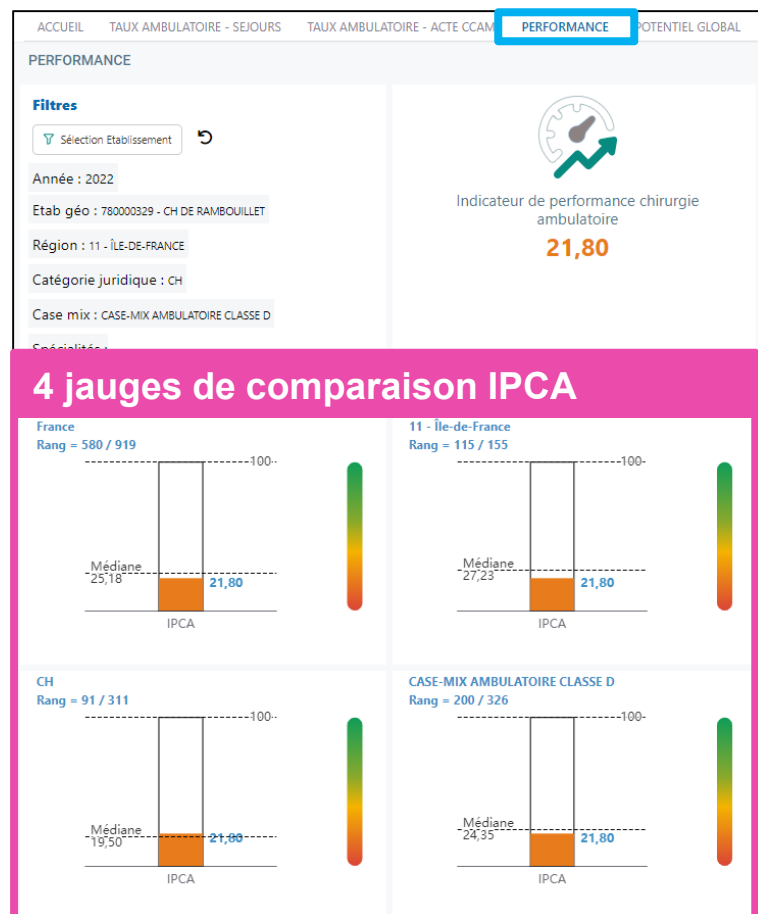 ACCUEIL TAUX AMBULATOIRE - SEJOURS TAUX AMBULATOIRE - ACTE CCAM PERFORMANCE POTENTIEL GLOBAL
PERFORMANCE
Filtres
Sélection Etablissement
Année : 2022
Etab géo : 780000329 - CH DE RAMBOUILLET
Région : 11 - ÎLE-DE-FRANCE
Catégorie juridique : CH
Case mix : CASE-MIX AMBULATOIRE CLASSE D
Spécialités :
Indicateur de performance chirurgie
ambulatoire
21,80
4 jauges de comparaison IPCA
France
Rang = 580 / 919
100
Médiane
25,18
21,80
IPCA
11 - Île-de-France
Rang = 115 / 155
100
Médiane
27,23
21,80
IPCA
CH
Rang = 91 / 311
100
Médiane
19,50
21,80
IPCA
CASE-MIX AMBULATOIRE CLASSE D
Rang = 200 / 326
100
Médiane
24,35
21,80
IPCA